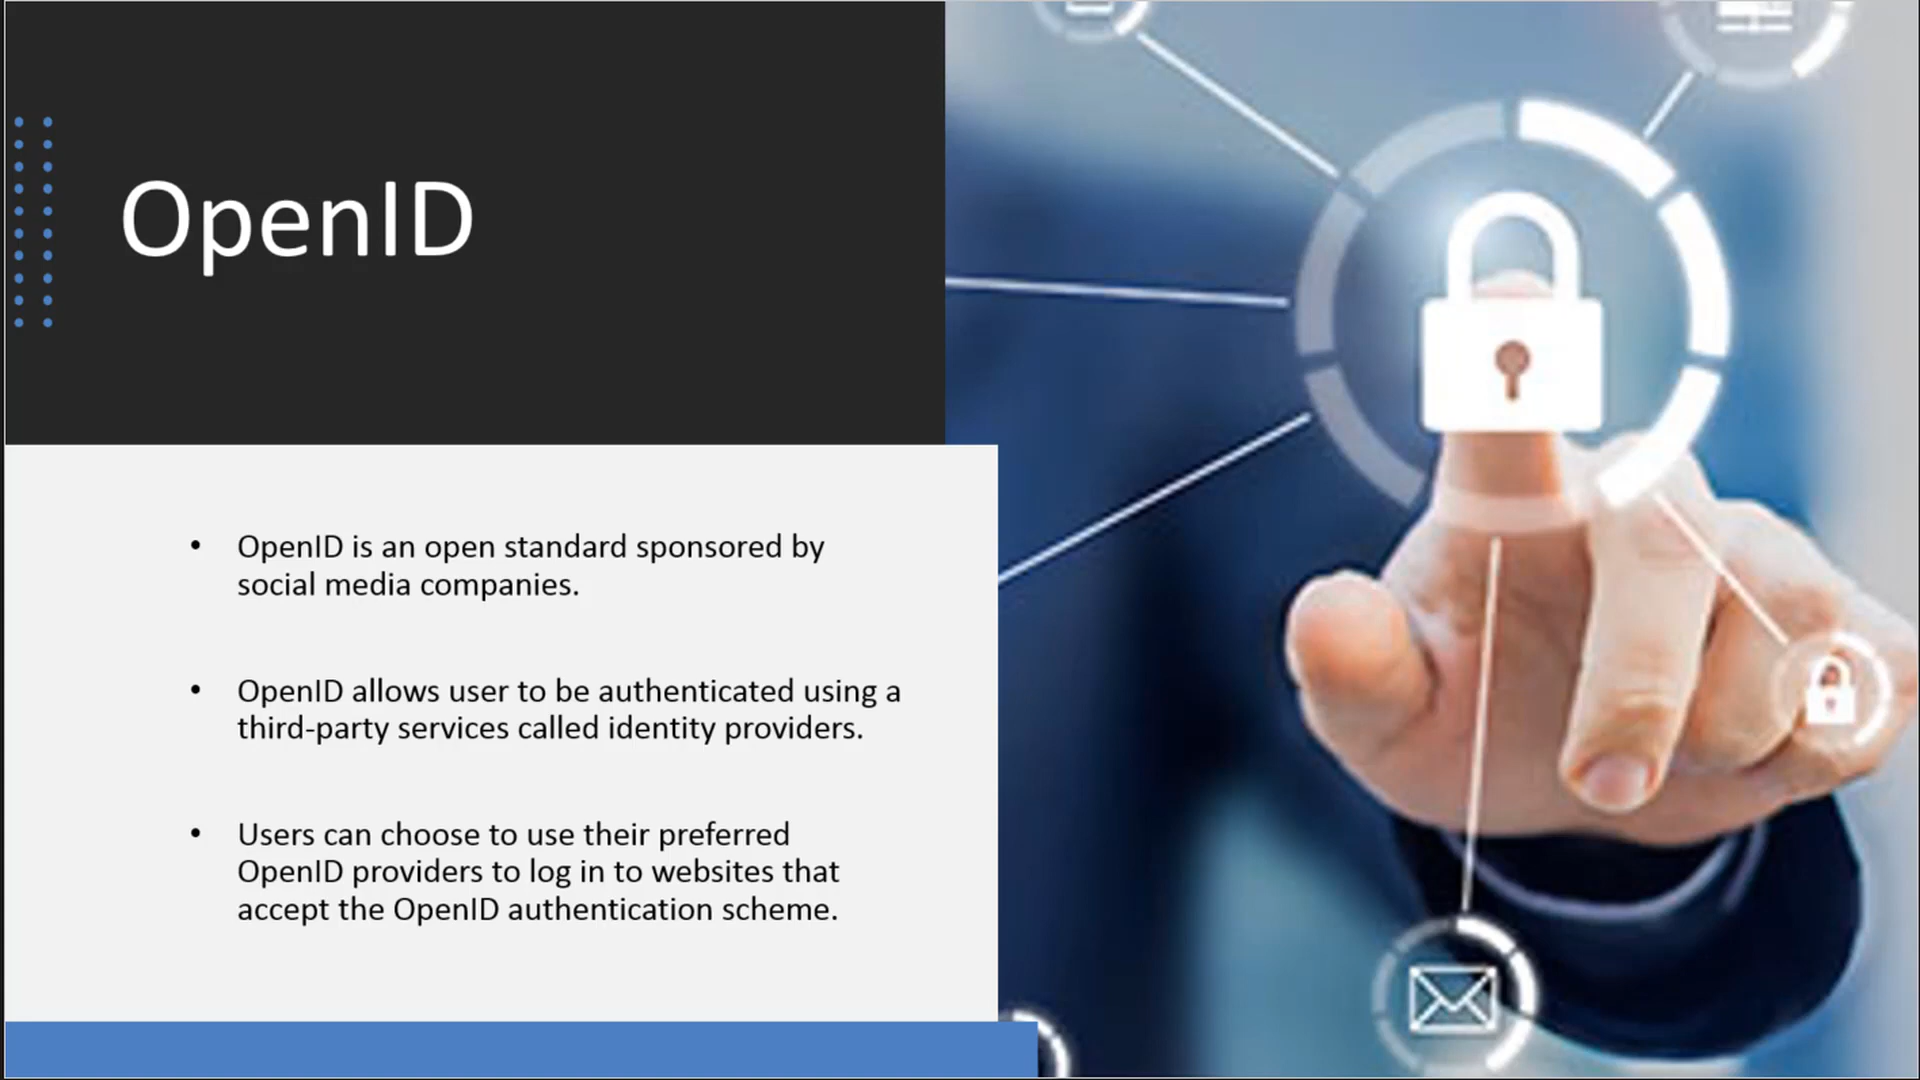 OpenID
• OpenID is an open standard sponsored by
social media companies.
• OpenID allows user to be authenticated using a
third-party services called identity providers.
• Users can choose to use their preferred
OpenID providers to log in to websites that
accept the OpenID authentication scheme.